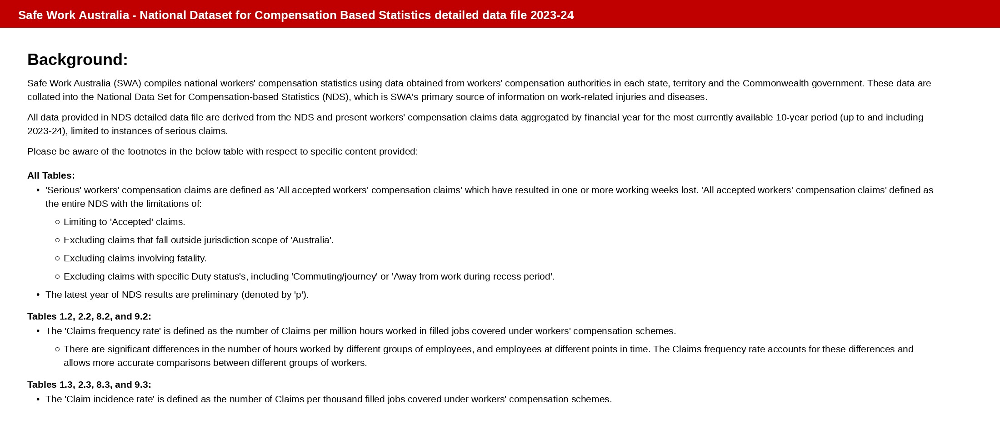 Safe Work Australia - National Dataset for Compensation Based Statistics detailed data file 2023-24
Background:
Safe Work Australia (SWA) compiles national workers' compensation statistics using data obtained from workers' compensation authorities in each state, territory and the Commonwealth government. These data are
collated into the National Data Set for Compensation-based Statistics (NDS), which is SWA's primary source of information on work-related injuries and diseases.
All data provided in NDS detailed data file are derived from the NDS and present workers' compensation claims data aggregated by financial year for the most currently available 10-year period (up to and including
2023-24), limited to instances of serious claims.
Please be aware of the footnotes in the below table with respect to specific content provided:
All Tables:
• 'Serious' workers' compensation claims are defined as 'All accepted workers' compensation claims' which have resulted in one or more working weeks lost. 'All accepted workers' compensation claims' defined as
the entire NDS with the limitations of:
○ Limiting to 'Accepted' claims.
○ Excluding claims that fall outside jurisdiction scope of 'Australia'.
○ Excluding claims involving fatality.
○ Excluding claims with specific Duty status's, including 'Commuting/journey' or 'Away from work during recess period'.
• The latest year of NDS results are preliminary (denoted by 'p').
Tables 1.2, 2.2, 8.2, and 9.2:
• The 'Claims frequency rate' is defined as the number of Claims per million hours worked in filled jobs covered under workers' compensation schemes.
○ There are significant differences in the number of hours worked by different groups of employees, and employees at different points in time. The Claims frequency rate accounts for these differences and
allows more accurate comparisons between different groups of workers.
Tables 1.3, 2.3, 8.3, and 9.3:
• The 'Claim incidence rate' is defined as the number of Claims per thousand filled jobs covered under workers' compensation schemes.